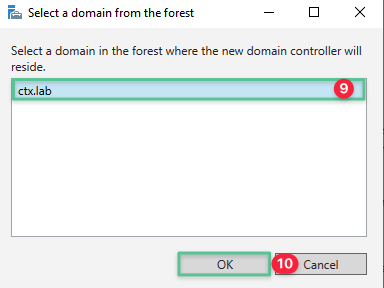 Select a domain from the forest
Select a domain in the forest where the new domain controller will
reside.
ctx.lab 9
OK 10 Cancel